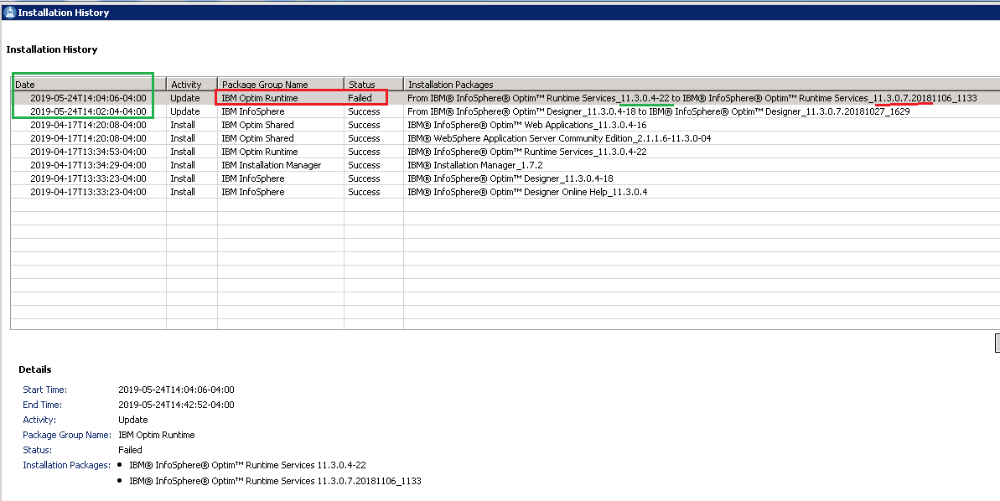 Installation History
Installation History
Date Activity Package Group Name Status Installation Packages
2019-05-24T14:04:06-04:00 Update IBM Optim Runtime Failed From IBM® InfoSphere® Optim™ Runtime Services_11.3.0.4-22 to IBM® InfoSphere® Optim™ Runtime Services_11.3.0.7.20181106_1133
2019-05-24T14:02:04-04:00 Update IBM InfoSphere Success From IBM® InfoSphere® Optim™ Designer_11.3.0.4-18 to IBM® InfoSphere® Optim™ Designer_11.3.0.7.20181027_1629
2019-04-17T14:20:08-04:00 Install IBM Optim Shared Success IBM® InfoSphere® Optim™ Web Applications_11.3.0.4-16
2019-04-17T14:20:08-04:00 Install IBM Optim Shared Success IBM® WebSphere Application Server Community Edition_2.1.1.6-11.3.0-04
2019-04-17T13:34:53-04:00 Install IBM Optim Runtime Success IBM® InfoSphere® Optim™ Runtime Services_11.3.0.4-22
2019-04-17T13:34:29-04:00 Install IBM Installation Manager Success IBM® Installation Manager_1.7.2
2019-04-17T13:33:23-04:00 Install IBM InfoSphere Success IBM® InfoSphere® Optim™ Designer_11.3.0.4-18
2019-04-17T13:33:23-04:00 Install IBM InfoSphere Success IBM® InfoSphere® Optim™ Designer Online Help_11.3.0.4
Details
Start Time: 2019-05-24T14:04:06-04:00
End Time: 2019-05-24T14:42:52-04:00
Activity: Update
Package Group Name: IBM Optim Runtime
Status: Failed
Installation Packages: • IBM® InfoSphere® Optim™ Runtime Services 11.3.0.4-22
• IBM® InfoSphere® Optim™ Runtime Services 11.3.0.7.20181106_1133